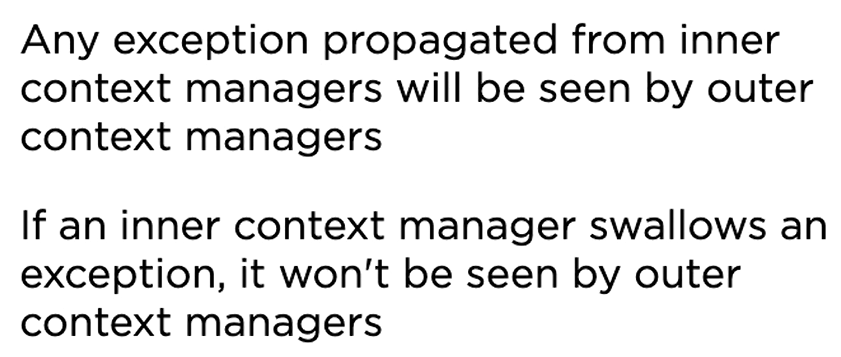 Any exception propagated from inner
context managers will be seen by outer
context managers
If an inner context manager swallows an
exception, it won't be seen by outer
context managers